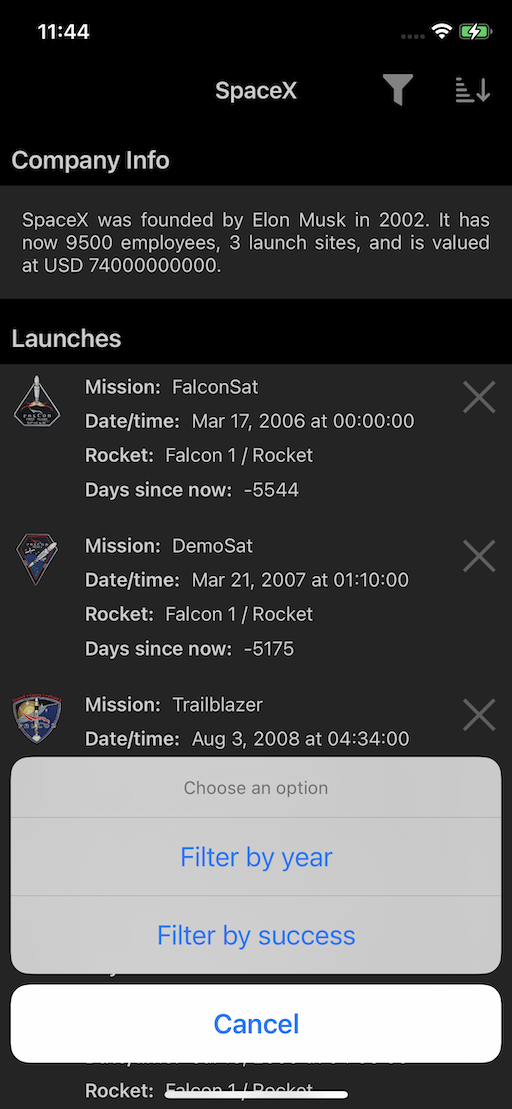 11:44
SpaceX
Company Info
SpaceX was founded by Elon Musk in 2002. It has
now 9500 employees, 3 launch sites, and is valued
at USD 74000000000.
Launches
Mission: FalconSat
Date/time: Mar 17, 2006 at 00:00:00
Rocket: Falcon 1 / Rocket
Days since now: -5544
Mission: DemoSat
Date/time: Mar 21, 2007 at 01:10:00
Rocket: Falcon 1 / Rocket
Days since now: -5175
Mission: Trailblazer
Date/time: Aug 3, 2008 at 04:34:00
Choose an option
Filter by year
Filter by success
Cancel
Rocket: Falcon 1 / Rocket